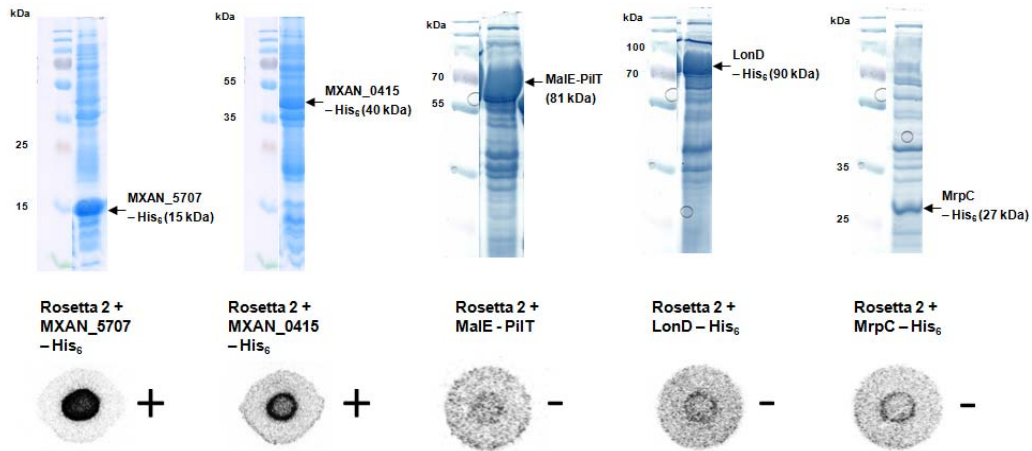 kDa
25
15
MXAN_5707
– His6 (15 kDa)
kDa
55
35
MXAN_0415
– His6 (40 kDa)
kDa
70
55
MalE-PilT
(81 kDa)
kDa
100
70
LonD
– His6 (90 kDa)
kDa
35
25
MrpC
– His6 (27 kDa)
Rosetta 2 +
MXAN_5707
– His6
Rosetta 2 +
MXAN_0415
– His6
Rosetta 2 +
MalE - PilT
Rosetta 2 +
LonD – His6
Rosetta 2 +
MrpC – His6
+
+
-
-
-